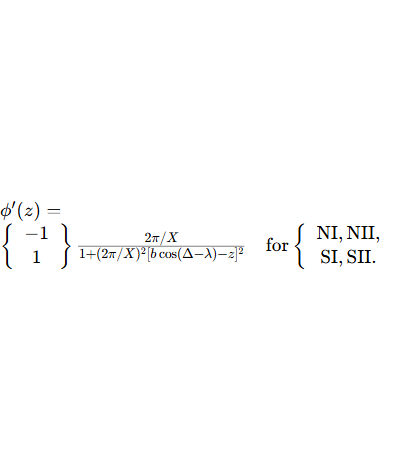 ϕ′(z) =
{ −1 1 } 2π/X / 1+(2π/X)²[b cos(Δ−λ)−z]² for { NI, NII, SI, SII.